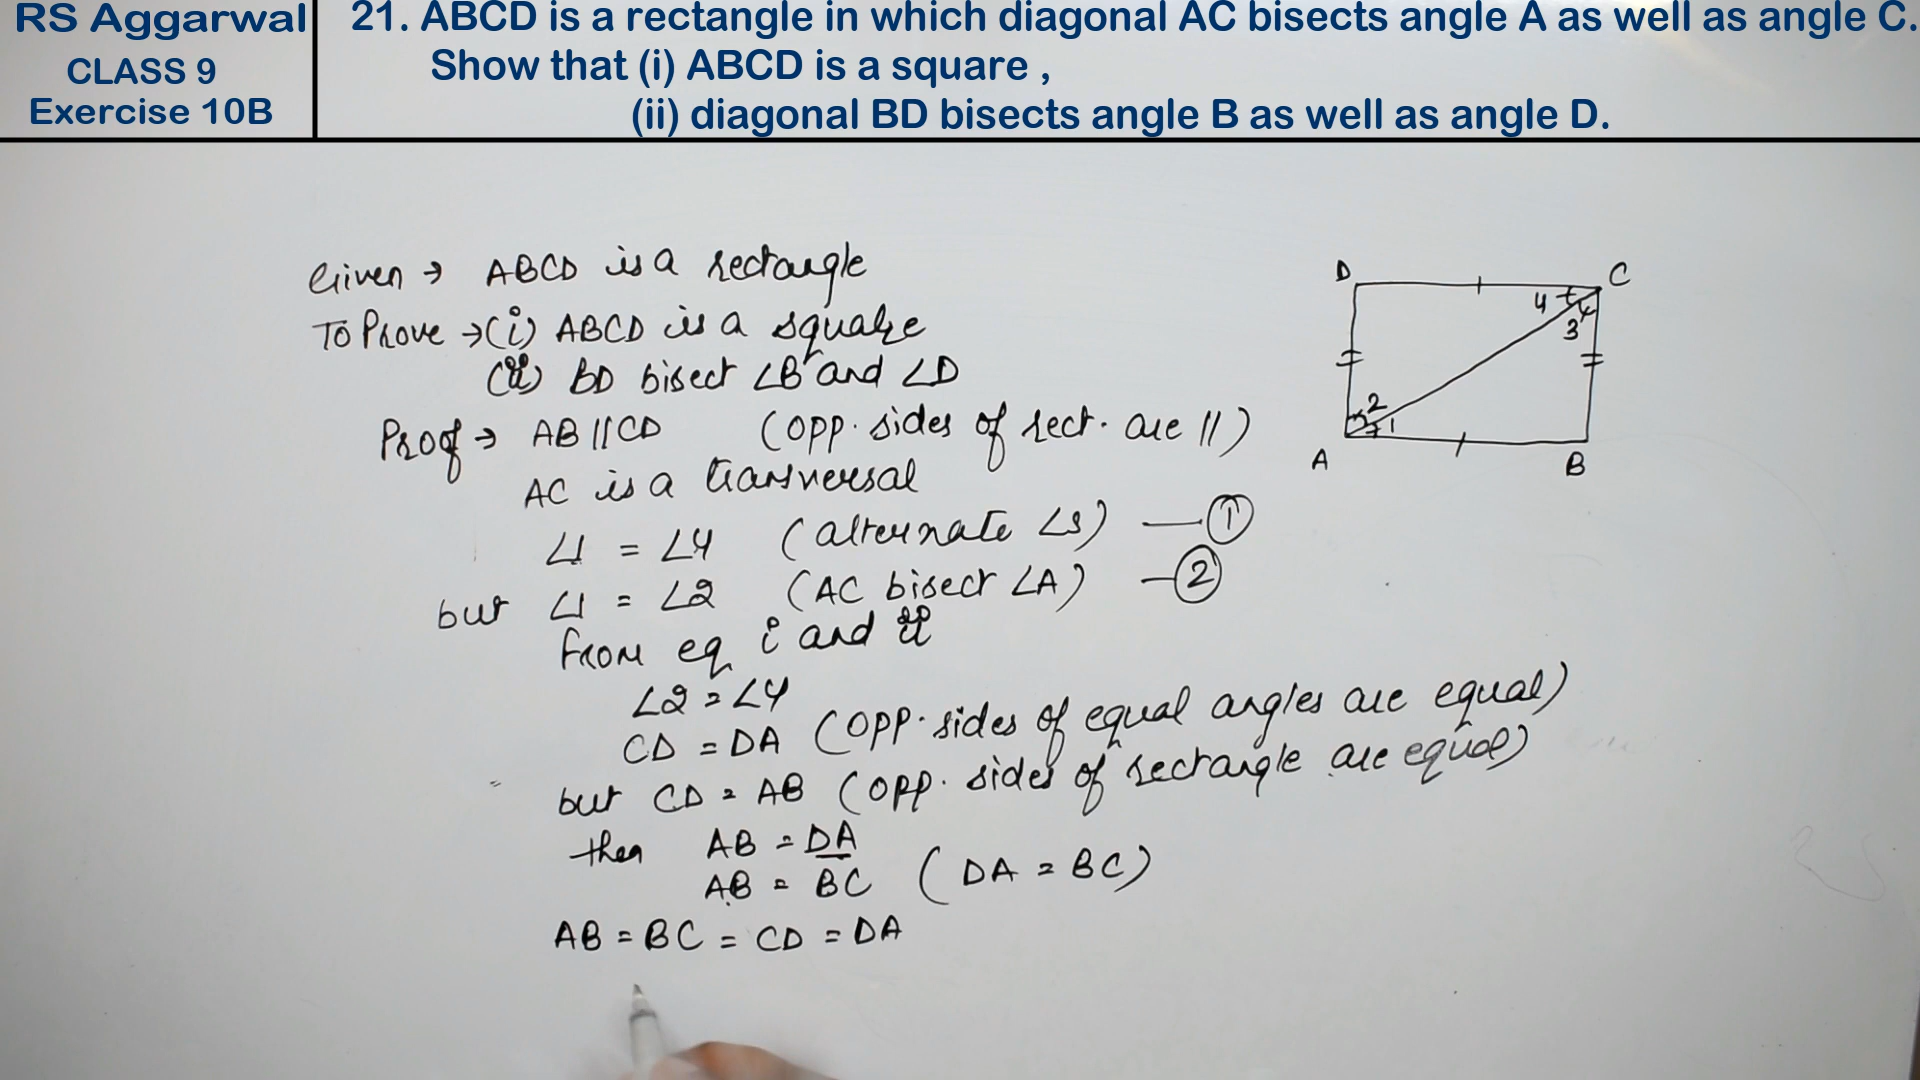 RS Aggarwal
CLASS 9
Exercise 10B
21. ABCD is a rectangle in which diagonal AC bisects angle A as well as angle C.
Show that (i) ABCD is a square ,
(ii) diagonal BD bisects angle B as well as angle D.
Given → ABCD is a rectangle
To Prove → (i) ABCD is a square
(ii) BD bisect ∠B and ∠D
Proof → AB || CD (opp. sides of rect. are ||)
AC is a transversal
∠1 = ∠4 (alternate ∠s) — ①
but ∠1 = ∠2 (AC bisect ∠A) — ②
from eq i and ii
∠2 = ∠4
CD = DA (opp. sides of equal angles are equal)
but CD = AB (opp. sides of rectangle are equal)
then AB = DA
AB = BC (DA = BC)
AB = BC = CD = DA
D C
4
3
2
1
A B